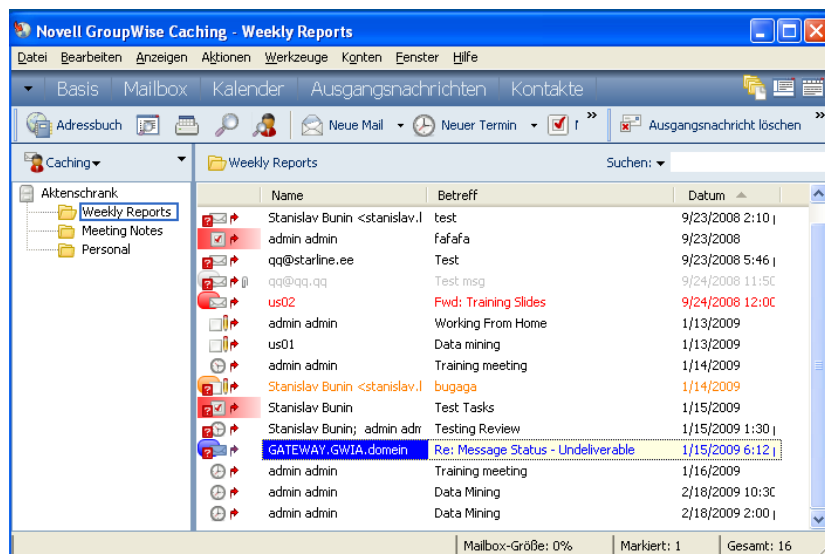 Novell GroupWise Caching - Weekly Reports
Datei Bearbeiten Anzeigen Aktionen Werkzeuge Konten Fenster Hilfe
Basis Mailbox Kalender Ausgangsnachrichten Kontakte
Adressbuch Neue Mail Neuer Termin Ausgangsnachricht löschen
Caching Weekly Reports Suchen:
Aktenschrank
Weekly Reports
Meeting Notes
Personal
Name Betreff Datum
Stanislav Bunin <stanislav.l test 9/23/2008 2:10
admin admin fafafa 9/23/2008
qq@starline.ee Test 9/23/2008 5:46
qq@qq.qq Test msg 9/24/2008 11:50
us02 Fwd: Training Slides 9/24/2008 12:00
admin admin Working From Home 1/13/2009
us01 Data mining 1/13/2009
admin admin Training meeting 1/14/2009
Stanislav Bunin <stanislav.l bugaga 1/14/2009
Stanislav Bunin Test Tasks 1/15/2009
Stanislav Bunin; admin adm Testing Review 1/15/2009 1:30
GATEWAY.GWIA.domein Re: Message Status - Undeliverable 1/15/2009 6:12
admin admin Training meeting 1/16/2009
admin admin Data Mining 2/18/2009 10:30
admin admin Data Mining 2/18/2009 2:00
Mailbox-Größe: 0% Markiert: 1 Gesamt: 16